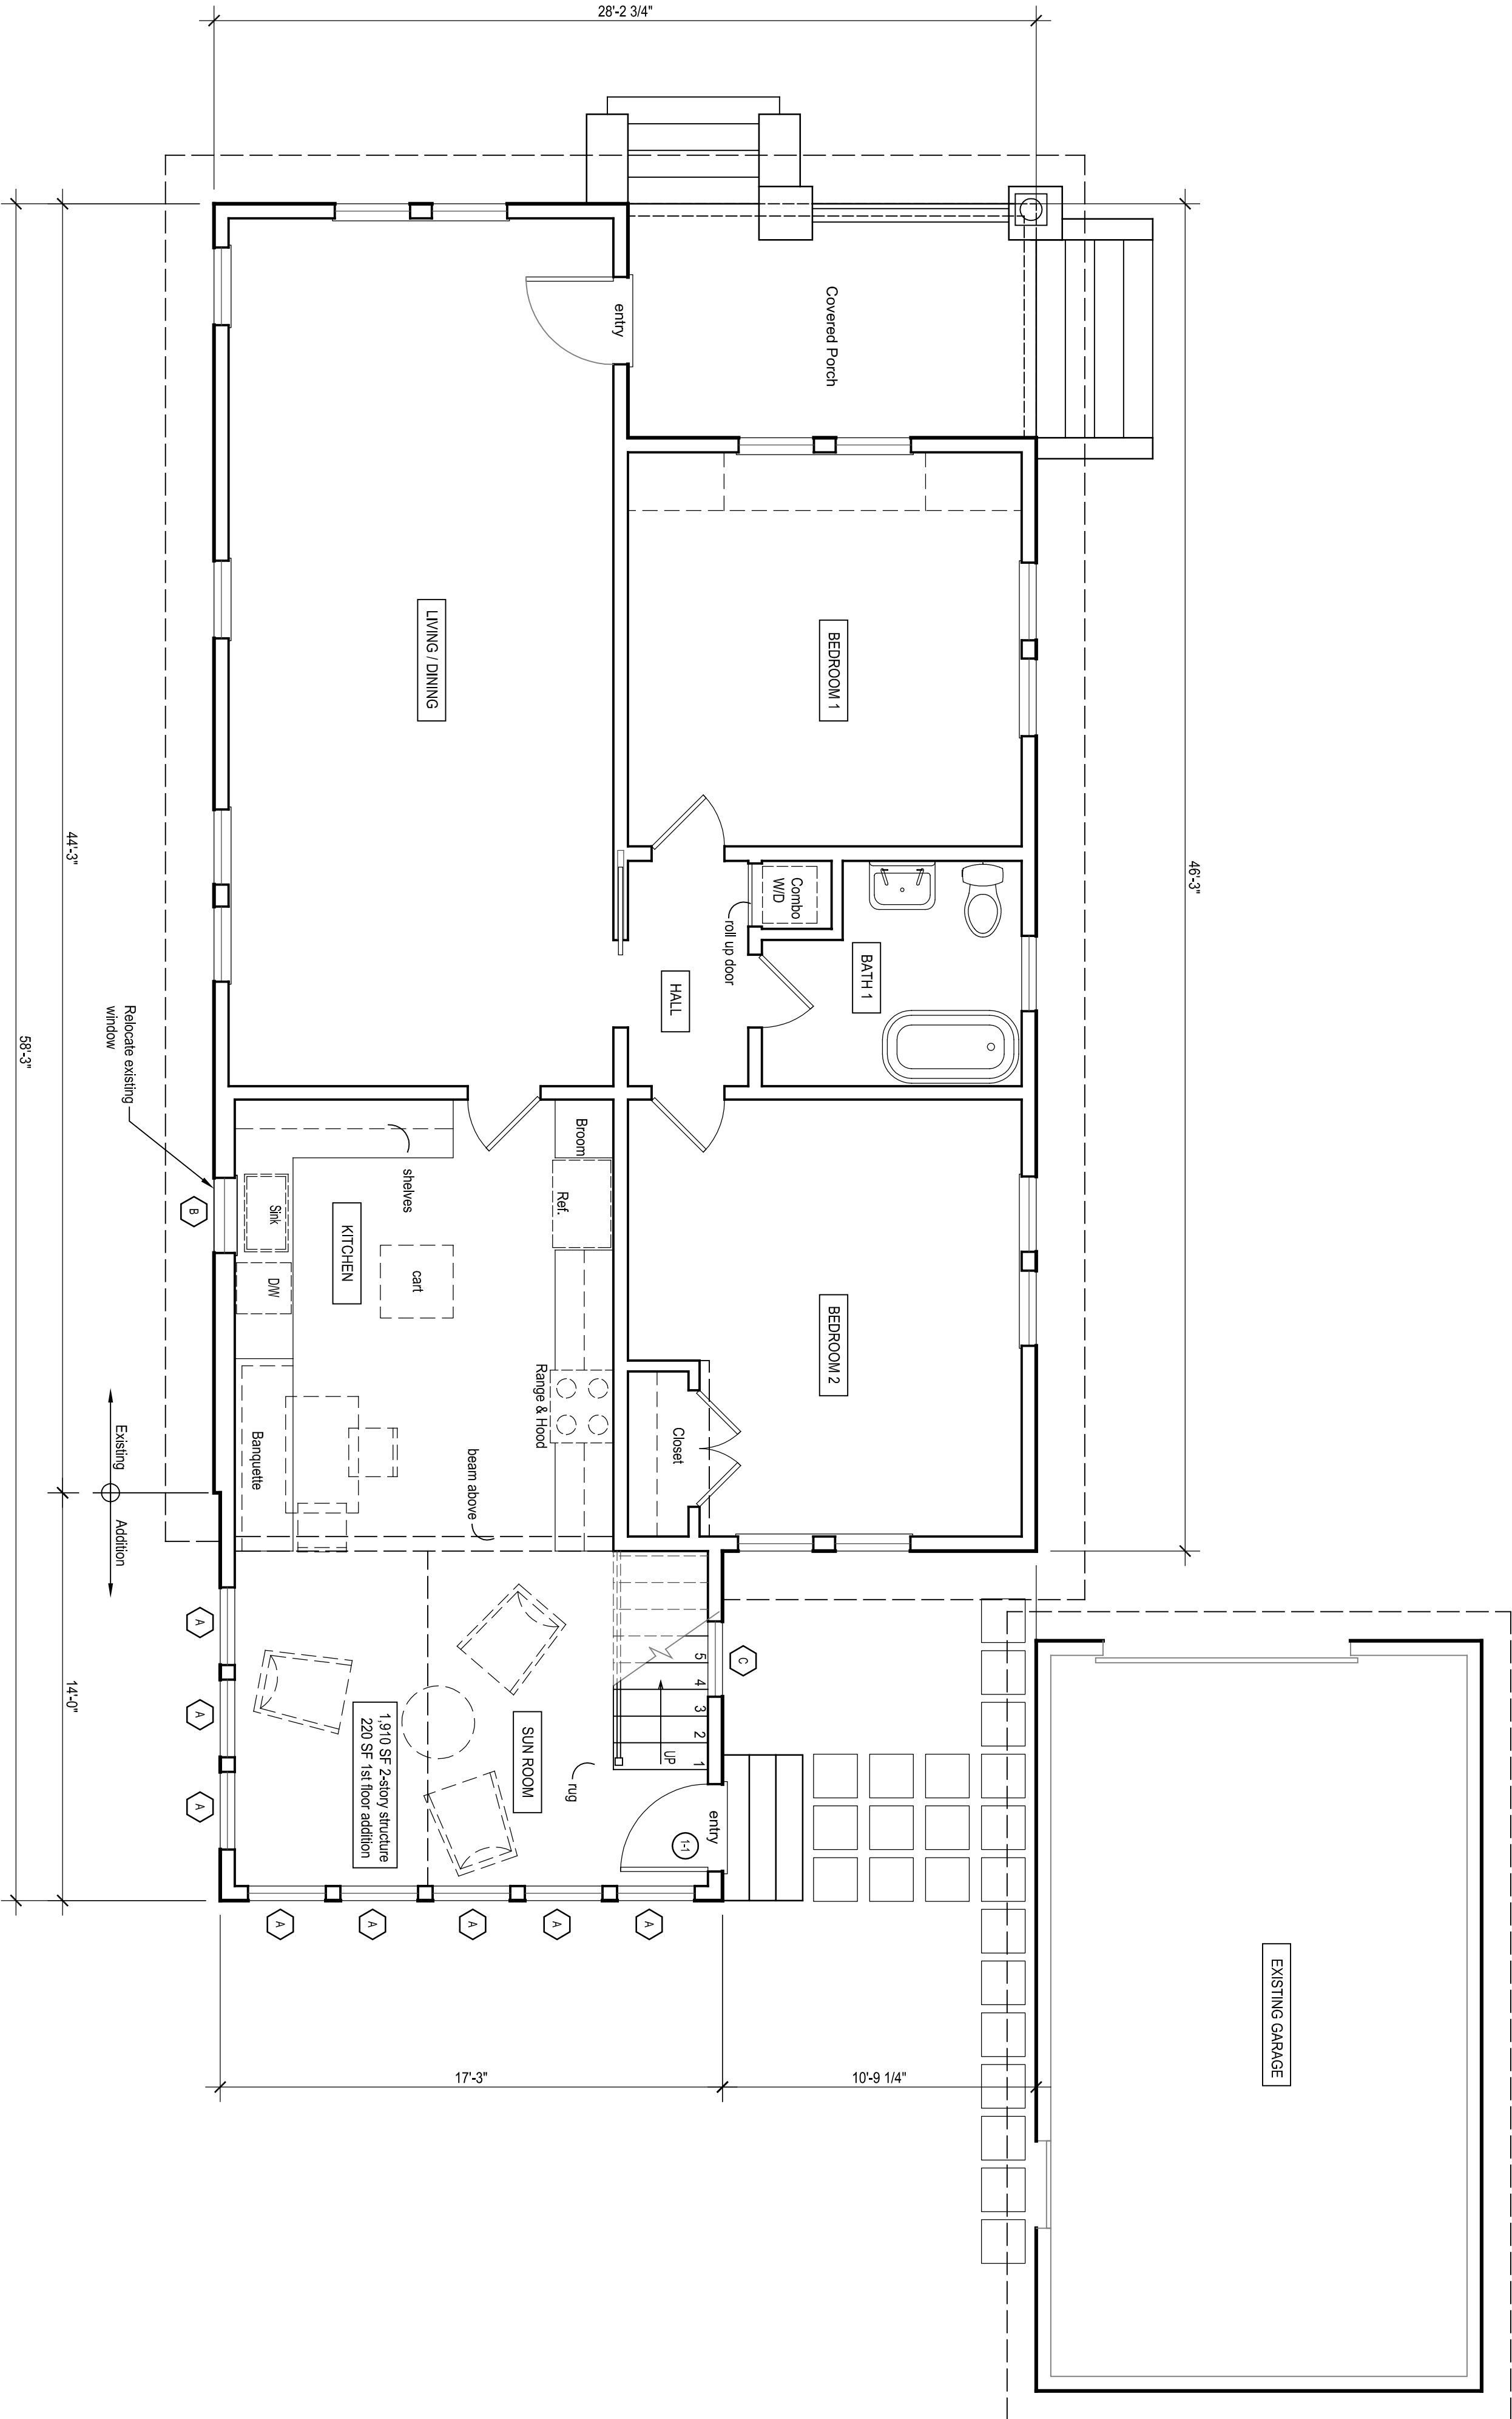 28'-2 3/4"
46'-3"
Covered Porch
entry
LIVING / DINING
BEDROOM 1
Combo
W/D
roll up door
BATH 1
HALL
44'-3"
58'-3"
Relocate existing
window
B
Broom
shelves
Ref.
Sink
KITCHEN
cart
D/W
Range & Hood
Banquette
BEDROOM 2
Closet
beam above
Existing
Addition
14'-0"
C
5
4
3
2
1
UP
SUN ROOM
rug
entry
1-1
1,910 SF 2-story structure
220 SF 1st floor addition
A
A
A
A
A
A
A
A
17'-3"
10'-9 1/4"
EXISTING GARAGE